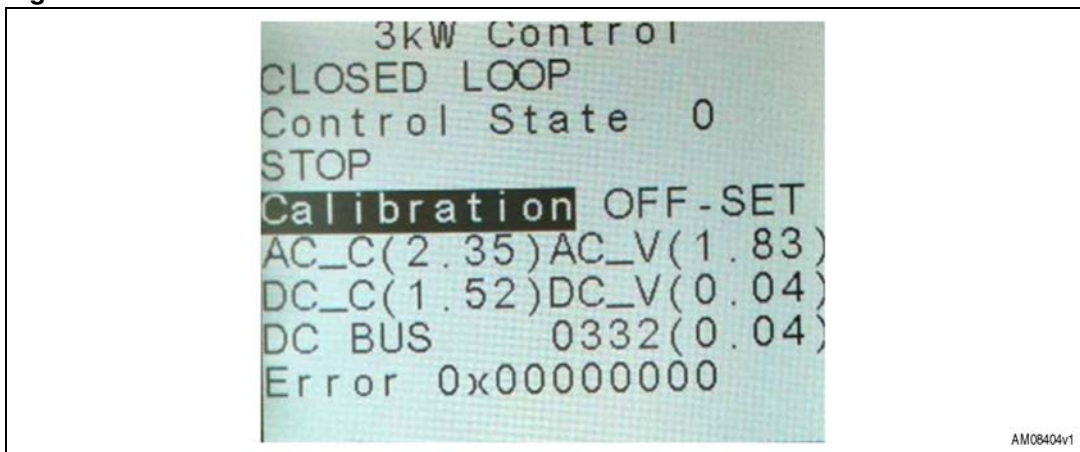 3kW Control
CLOSED LOOP
Control State 0
STOP
Calibration OFF-SET
AC_C(2.35)AC_V(1.83)
DC_C(1.52)DC_V(0.04)
DC BUS 0332(0.04)
Error 0x00000000
AM08404v1